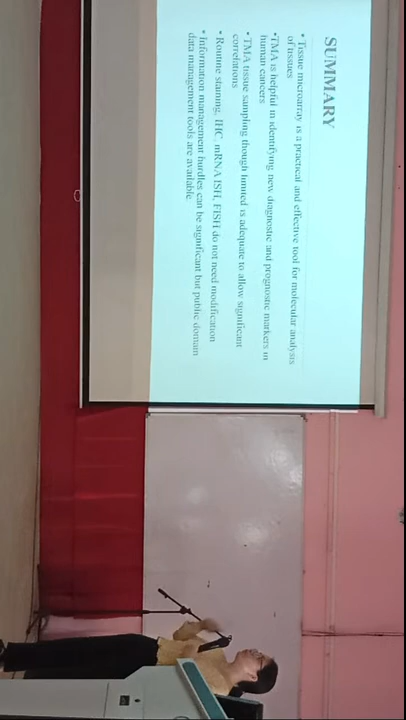 SUMMARY
• Tissue microarray is a practical and effective tool for molecular analysis
of tissues
•TMA is helpful in identifying new diagnostic and prognostic markers in
human cancers
•TMA tissue sampling though limited is adequate to allow significant
correlations
• Routine staining, IHC, mRNA ISH, FISH do not need modification
• Information management hurdles can be significant but public domain
data management tools are available